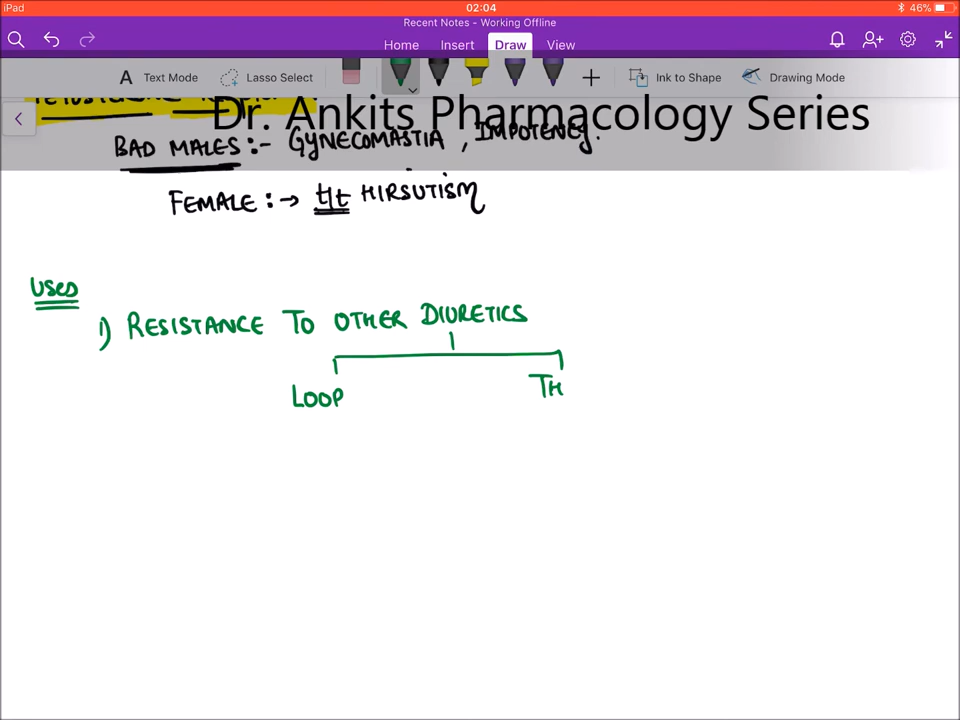 iPad 02:04 46%
Recent Notes - Working Offline
Home Insert Draw View
Text Mode Lasso Select Ink to Shape Drawing Mode
Dr. Ankits Pharmacology Series
BAD MALES :- GYNECOMASTIA , IMPOTENCY.
FEMALE :→ t/t HIRSUTISM
USES
1) RESISTANCE TO OTHER DIURETICS
LOOP TH